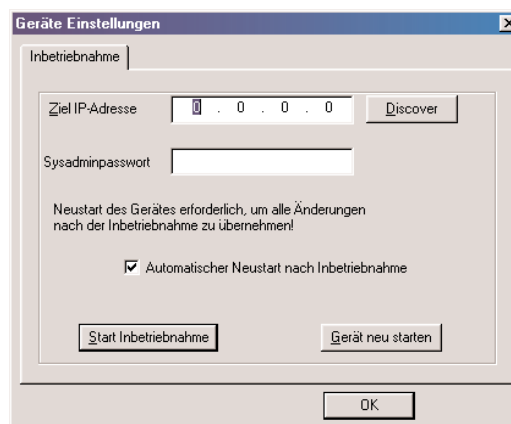 Geräte Einstellungen
Inbetriebnahme
Ziel IP-Adresse 0 . 0 . 0 . 0 Discover
Sysadminpasswort
Neustart des Gerätes erforderlich, um alle Änderungen
nach der Inbetriebnahme zu übernehmen!
Automatischer Neustart nach Inbetriebnahme
Start Inbetriebnahme Gerät neu starten
OK